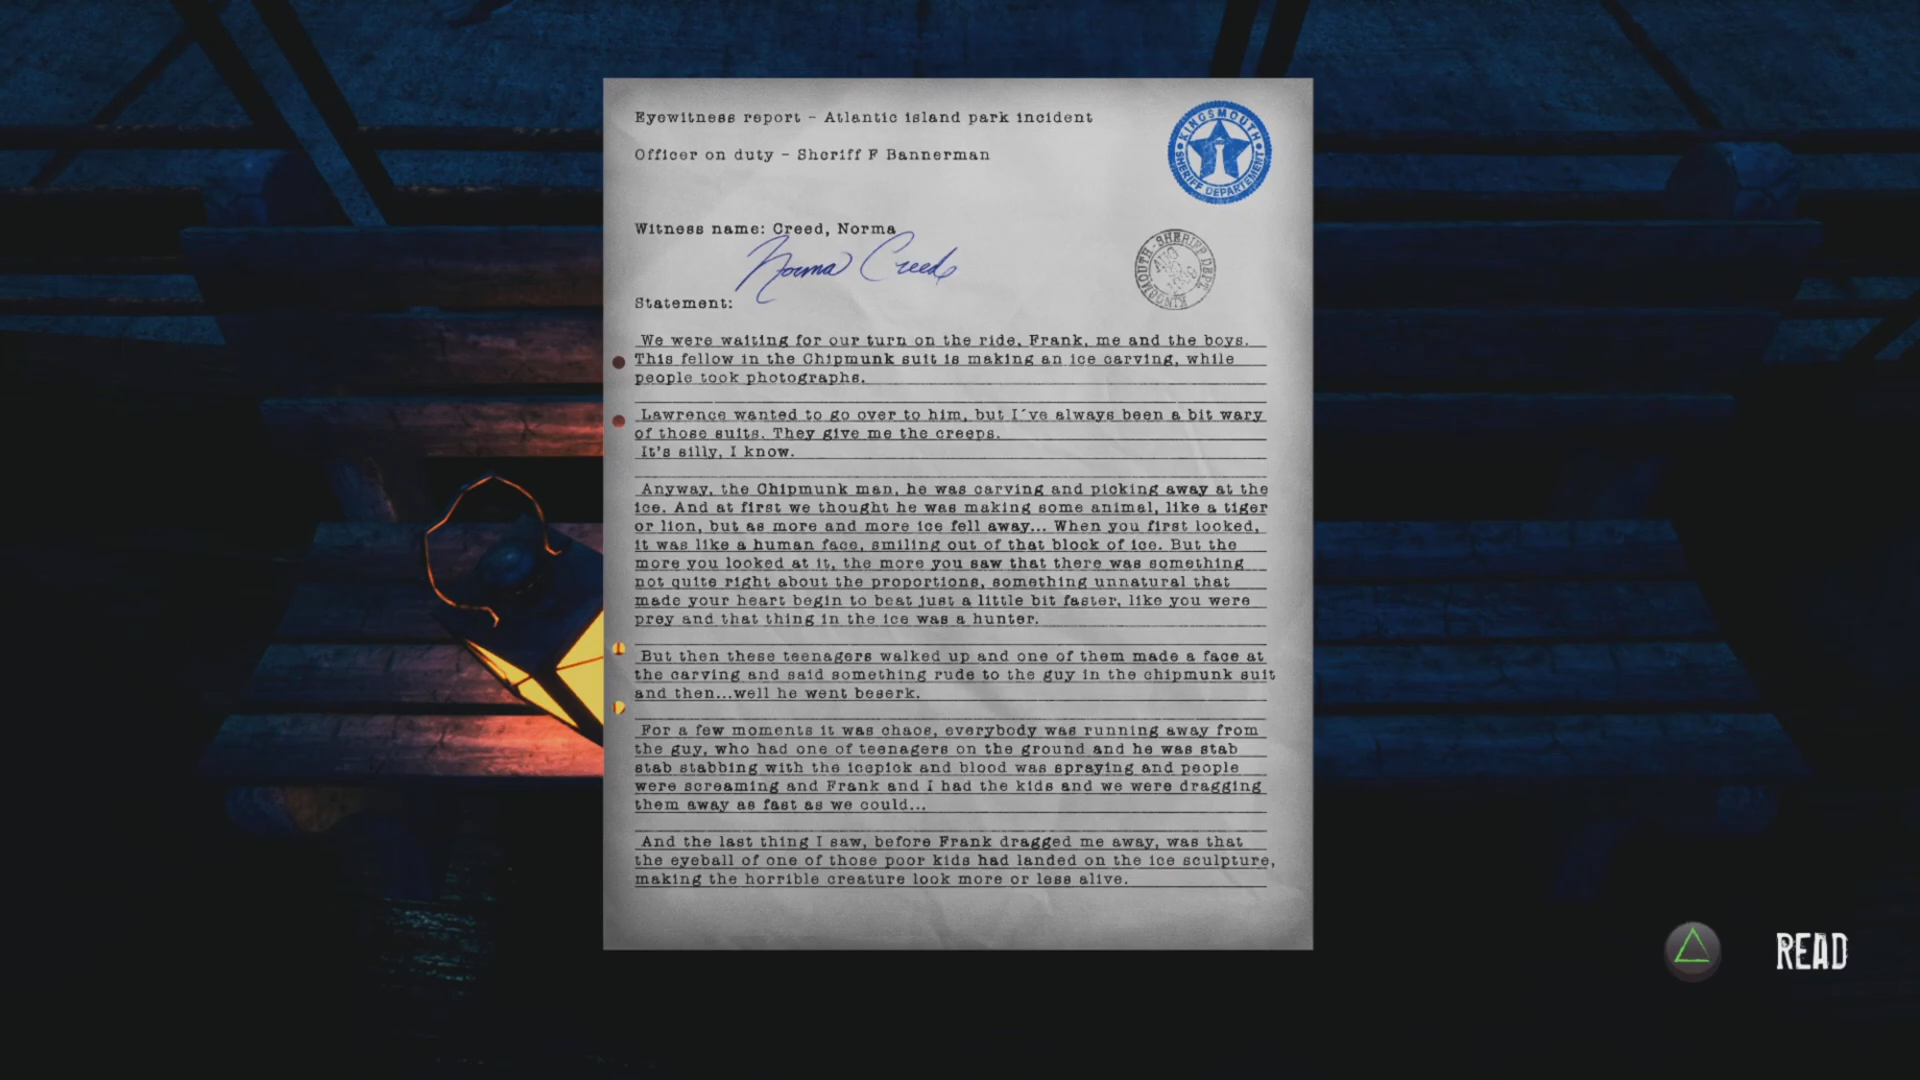 Eyewitness report - Atlantic island park incident
KINGSMOUTH
SHERIFF DEPARTEMENT
Officer on duty - Sheriff F Bannerman
Witness name: Creed, Norma
Norma Creed
KINGSMOUTH - SHERIFF DEPT.
Statement:
We were waiting for our turn on the ride, Frank, me and the boys.
This fellow in the Chipmunk suit is making an ice carving, while
people took photographs.
Lawrence wanted to go over to him, but I´ve always been a bit wary
of those suits. They give me the creeps.
It's silly, I know.
Anyway, the Chipmunk man, he was carving and picking away at the
ice. And at first we thought he was making some animal, like a tiger
or lion, but as more and more ice fell away... When you first looked,
it was like a human face, smiling out of that block of ice. But the
more you looked at it, the more you saw that there was something
not quite right about the proportions, something unnatural that
made your heart begin to beat just a little bit faster, like you were
prey and that thing in the ice was a hunter.
But then these teenagers walked up and one of them made a face at
the carving and said something rude to the guy in the chipmunk suit
and then...well he went beserk.
For a few moments it was chaos, everybody was running away from
the guy, who had one of teenagers on the ground and he was stab
stab stabbing with the icepick and blood was spraying and people
were screaming and Frank and I had the kids and we were dragging
them away as fast as we could...
And the last thing I saw, before Frank dragged me away, was that
the eyeball of one of those poor kids had landed on the ice sculpture,
making the horrible creature look more or less alive.
READ